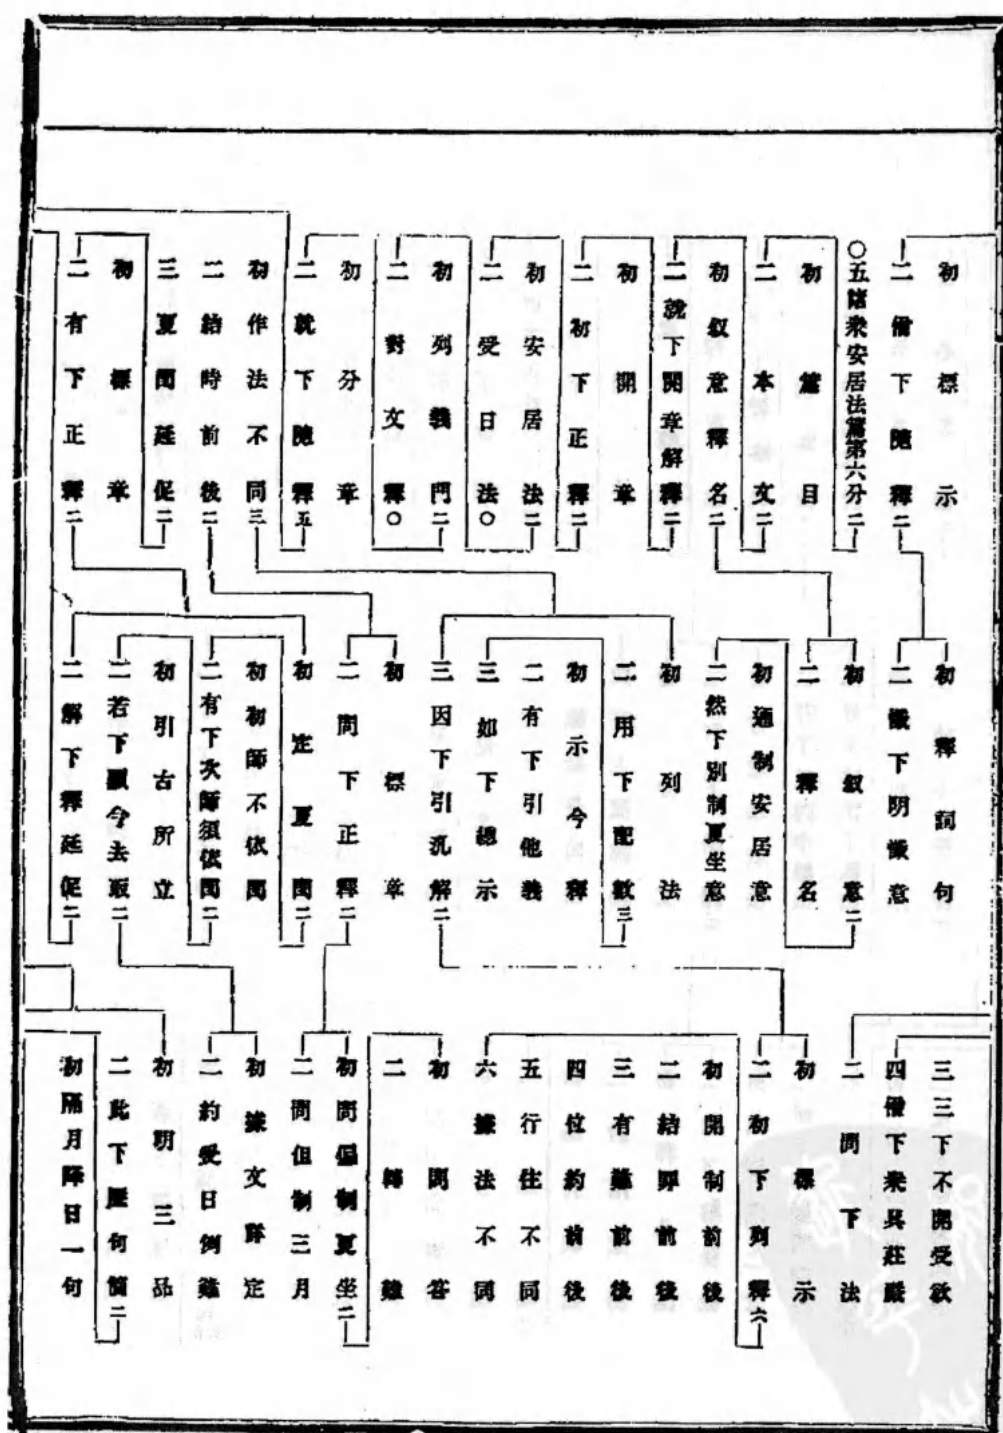 初標示
二僧下隨釋二
〇五諸衆安居法篇第六分二
初篇目
二本文二
初叙意釋名二
二就下開章解釋二
初開章
二初下正釋二
初安居法二
二受日法〇
初列義門二
二對文釋〇
初分章
二就下隨釋五
初作法不同三
二結時前後二
三夏閏延促二
初標章
二有下正釋二
初釋詞句
二懺下明懺意
初叙意二
二釋名
初通制安居意
二然下別制夏坐意
初列法
二用下配數三
初示今釋
二有下引他義
三如下總示
三因下引汎解二
初標章
二問下正釋二
初定夏閏二
初初師不依閏
二有下次師須依閏二
初引古所立
二若下顯今去取二
二解下釋延促二
三三下不開受欲
四僧下衆具莊嚴
二問下法
初標示
二初下列釋六
初開制前後
二結界前後
三有難前後
四位約前後
五行住不同
六據法不同
初問答
二轉難
初問偏制夏坐二
二問但制三月
初據文詳定
二約受日例難
初明三品
二此下歷句簡二
初隔月降日一句